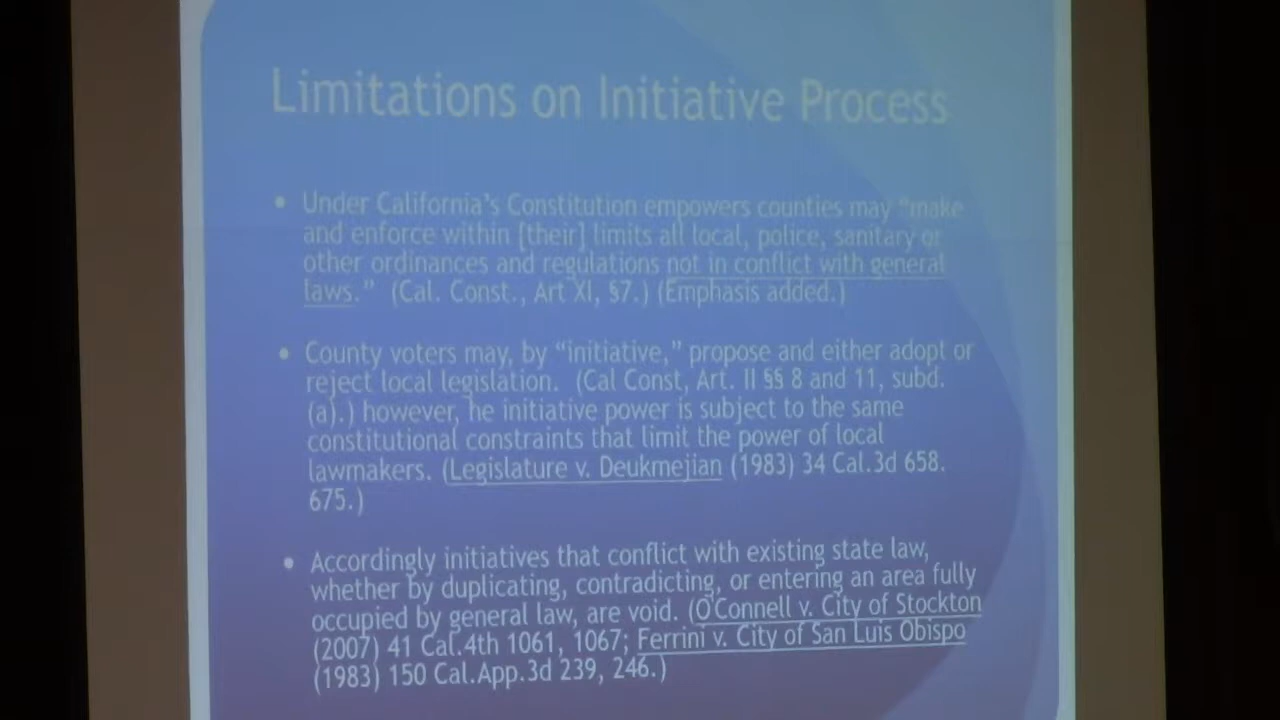 Limitations on Initiative Process
• Under California's Constitution empowers counties may "make
and enforce within [their] limits all local, police, sanitary or
other ordinances and regulations not in conflict with general
laws." (Cal. Const., Art XI, §7.) (Emphasis added.)
• County voters may, by "initiative," propose and either adopt or
reject local legislation. (Cal Const, Art. II §§ 8 and 11, subd.
(a).) however, he initiative power is subject to the same
constitutional constraints that limit the power of local
lawmakers. (Legislature v. Deukmejian (1983) 34 Cal.3d 658.
675.)
• Accordingly initiatives that conflict with existing state law,
whether by duplicating, contradicting, or entering an area fully
occupied by general law, are void. (O'Connell v. City of Stockton
(2007) 41 Cal.4th 1061, 1067; Ferrini v. City of San Luis Obispo
(1983) 150 Cal.App.3d 239, 246.)